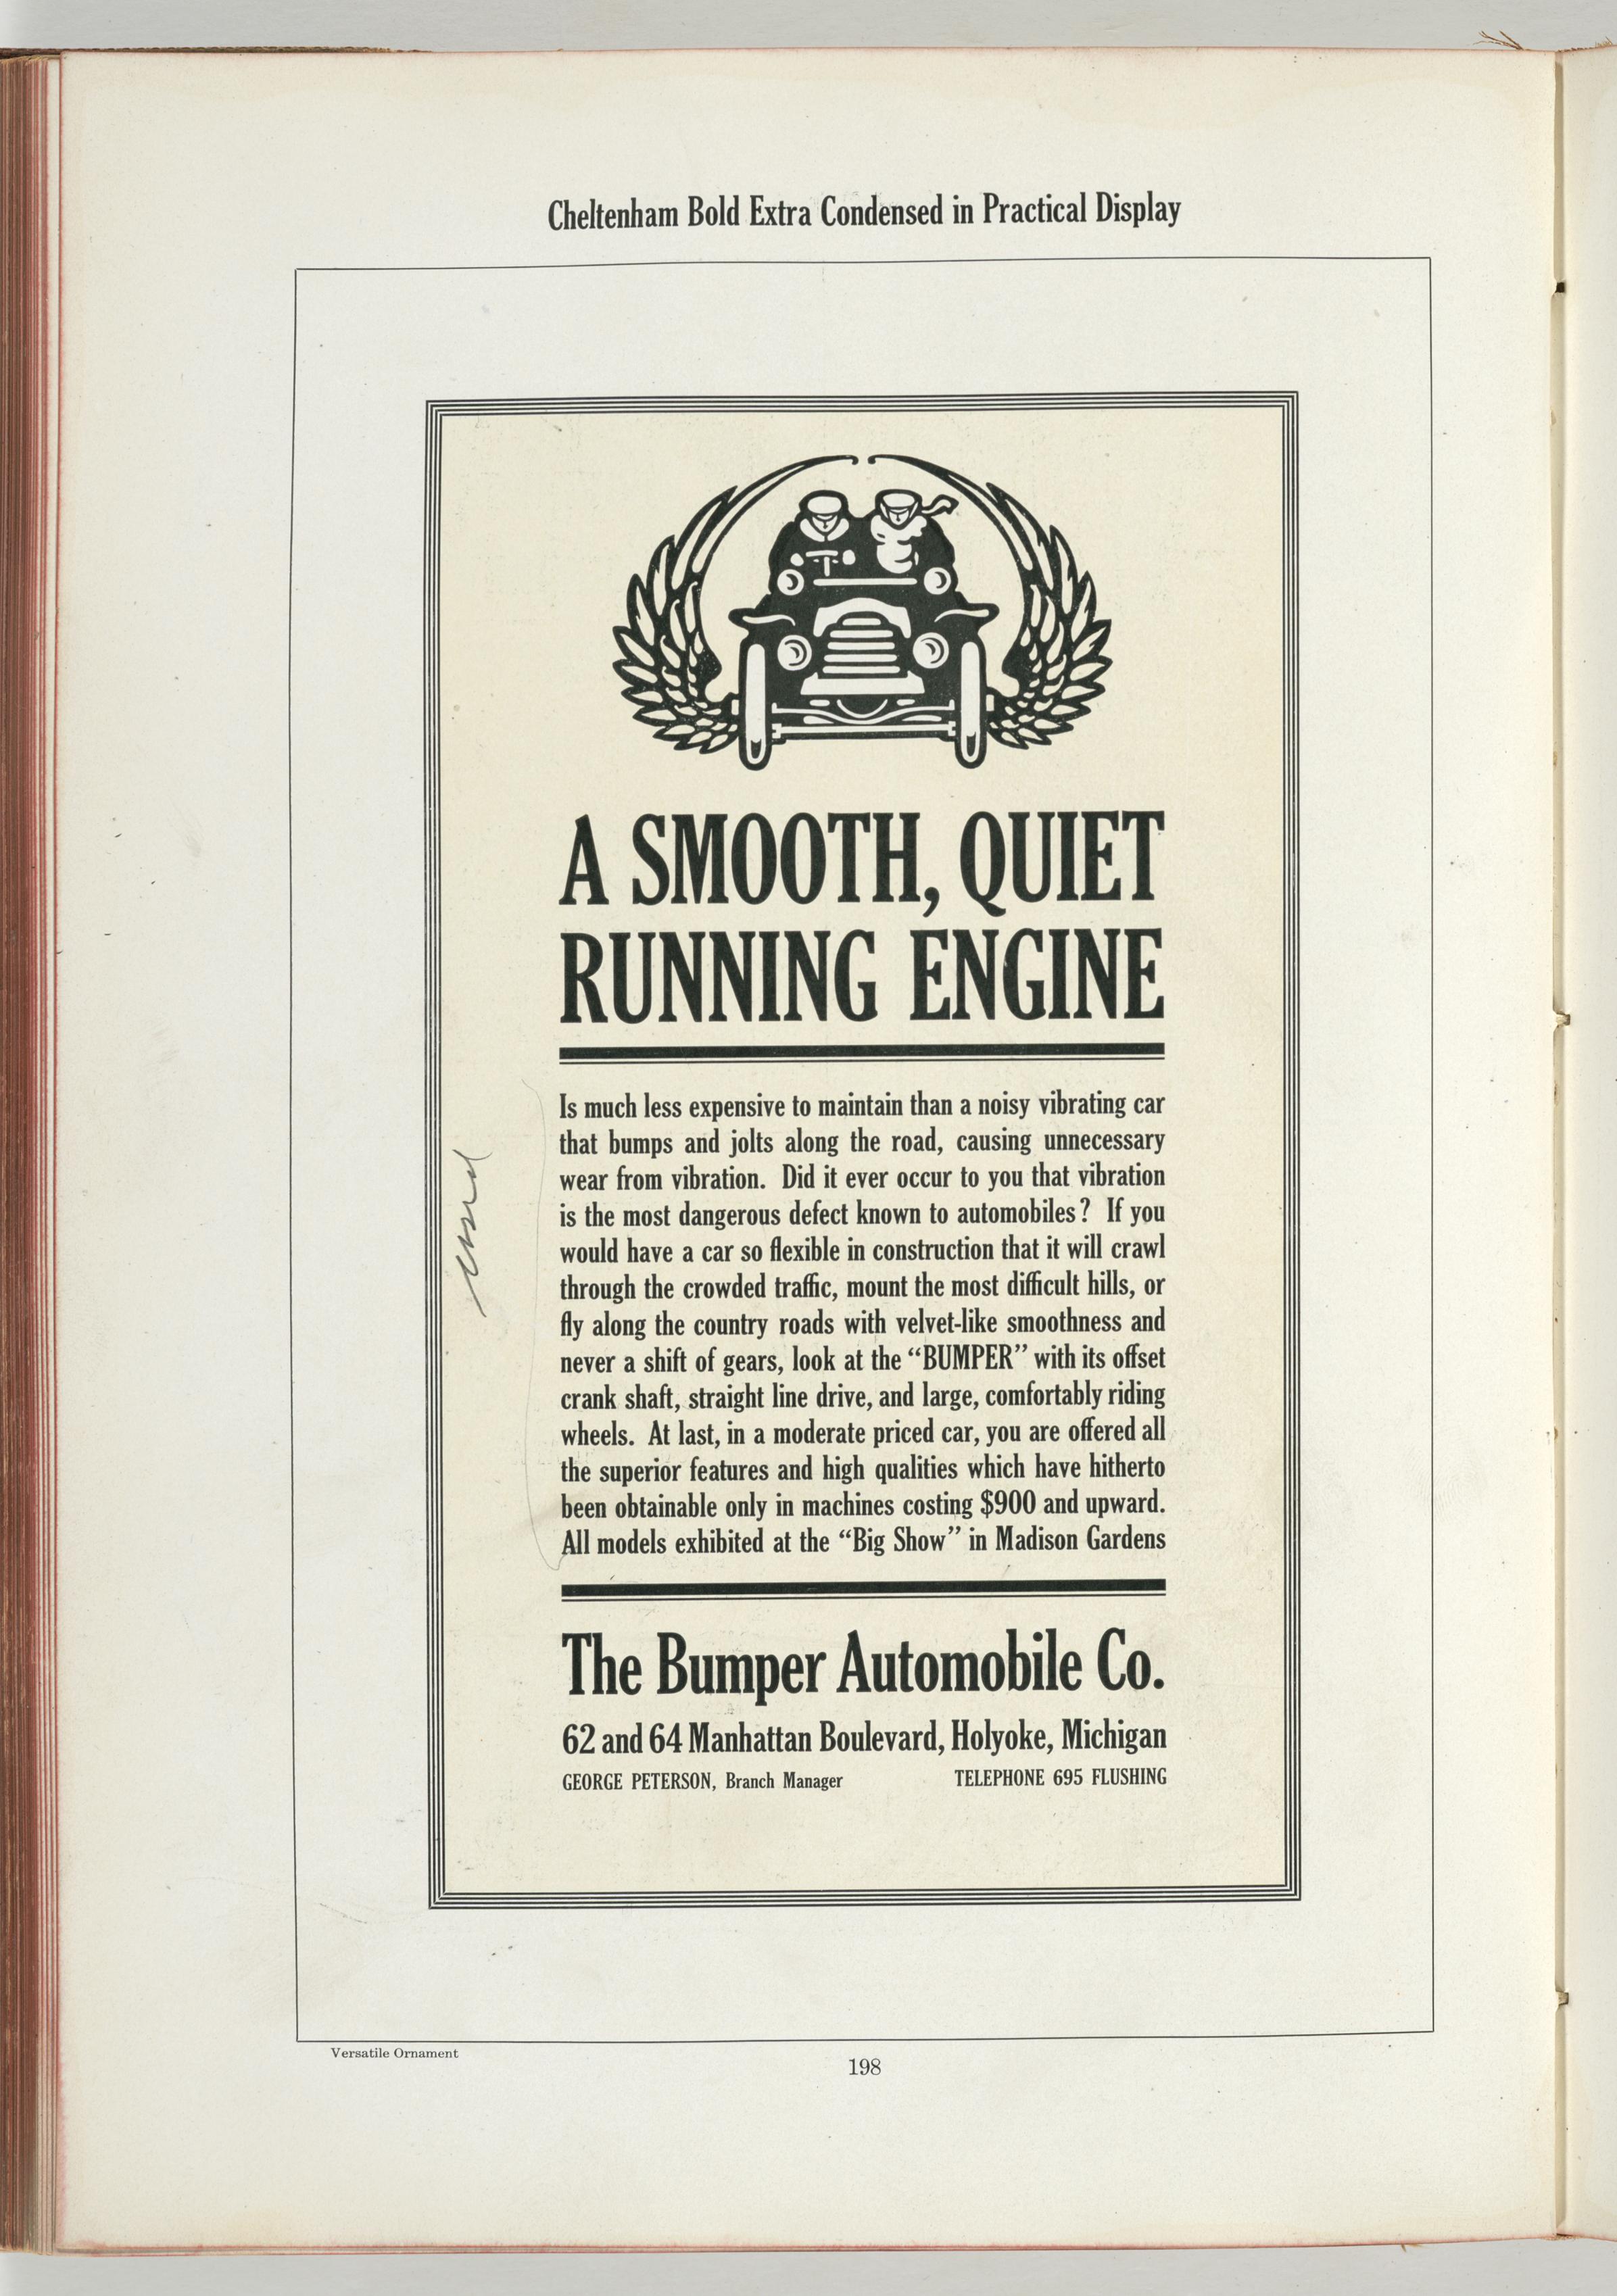 Cheltenham Bold Extra Condensed in Practical Display
A SMOOTH, QUIET
RUNNING ENGINE
Is much less expensive to maintain than a noisy vibrating car
that bumps and jolts along the road, causing unnecessary
wear from vibration. Did it ever occur to you that vibration
is the most dangerous defect known to automobiles? If you
would have a car so flexible in construction that it will crawl
through the crowded traffic, mount the most difficult hills, or
fly along the country roads with velvet-like smoothness and
never a shift of gears, look at the “BUMPER” with its offset
crank shaft, straight line drive, and large, comfortably riding
wheels. At last, in a moderate priced car, you are offered all
the superior features and high qualities which have hitherto
been obtainable only in machines costing $900 and upward.
All models exhibited at the “Big Show” in Madison Gardens
The Bumper Automobile Co.
62 and 64 Manhattan Boulevard, Holyoke, Michigan
GEORGE PETERSON, Branch Manager TELEPHONE 695 FLUSHING
Versatile Ornament
198